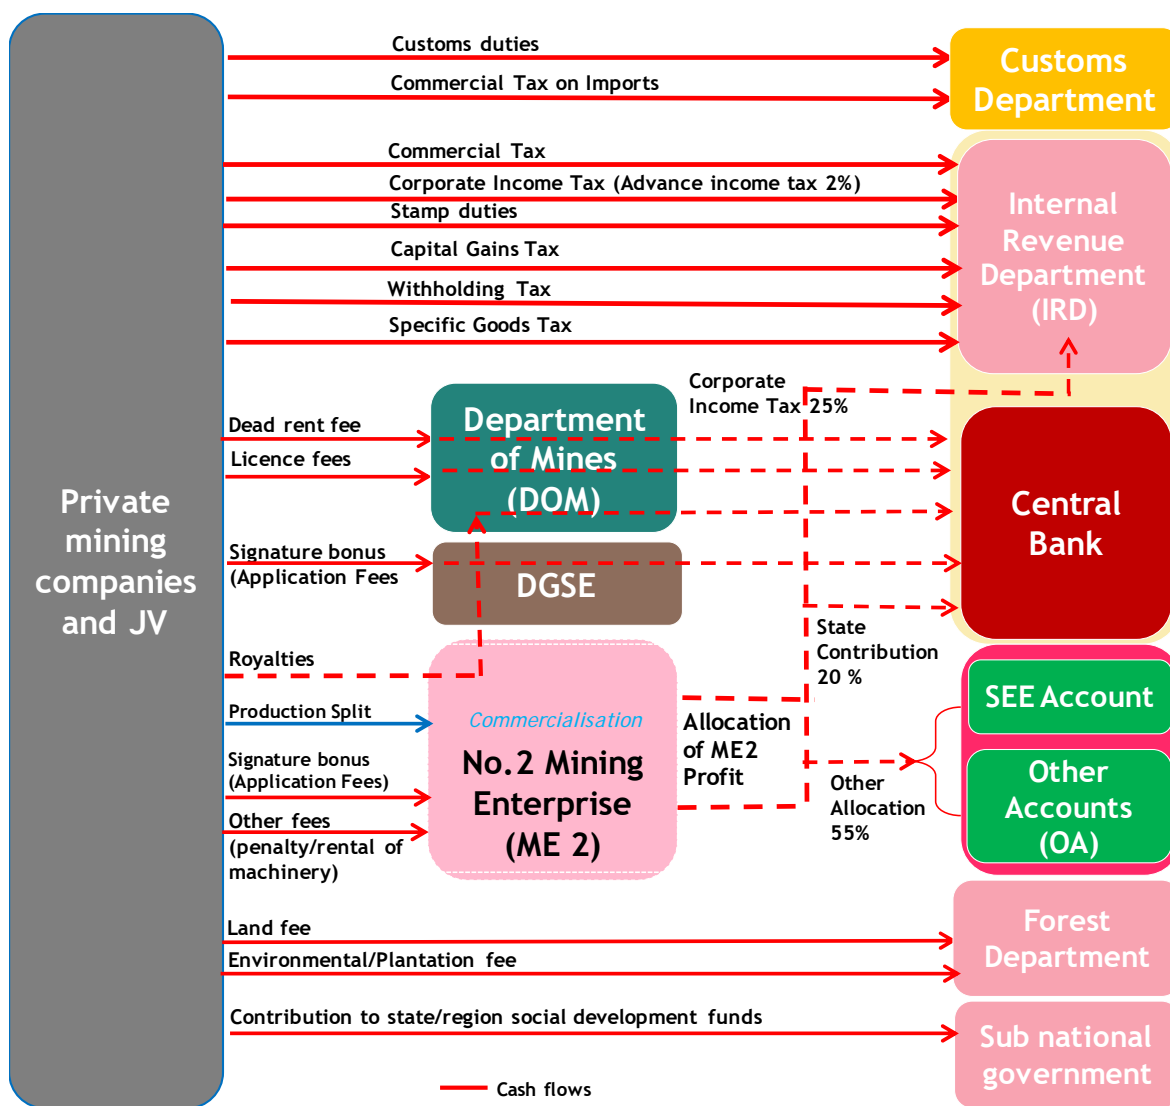 Customs duties
Commercial Tax on Imports
Customs
Department
Commercial Tax
Corporate Income Tax (Advance income tax 2%)
Stamp duties
Capital Gains Tax
Withholding Tax
Specific Goods Tax
Internal
Revenue
Department
(IRD)
Private
mining
companies
and JV
Dead rent fee
Licence fees
Department
of Mines
(DOM)
Corporate
Income Tax 25%
Central
Bank
Signature bonus
(Application Fees
DGSE
Royalties
Production Split
Signature bonus
(Application Fees)
Other fees
(penalty/rental of
machinery)
Commercialisation
No.2 Mining
Enterprise
(ME 2)
Allocation
of ME2
Profit
State
Contribution
20 %
Other
Allocation
55%
SEE Account
Other
Accounts
(OA)
Land fee
Environmental/Plantation fee
Forest
Department
Contribution to state/region social development funds
Sub national
government
Cash flows